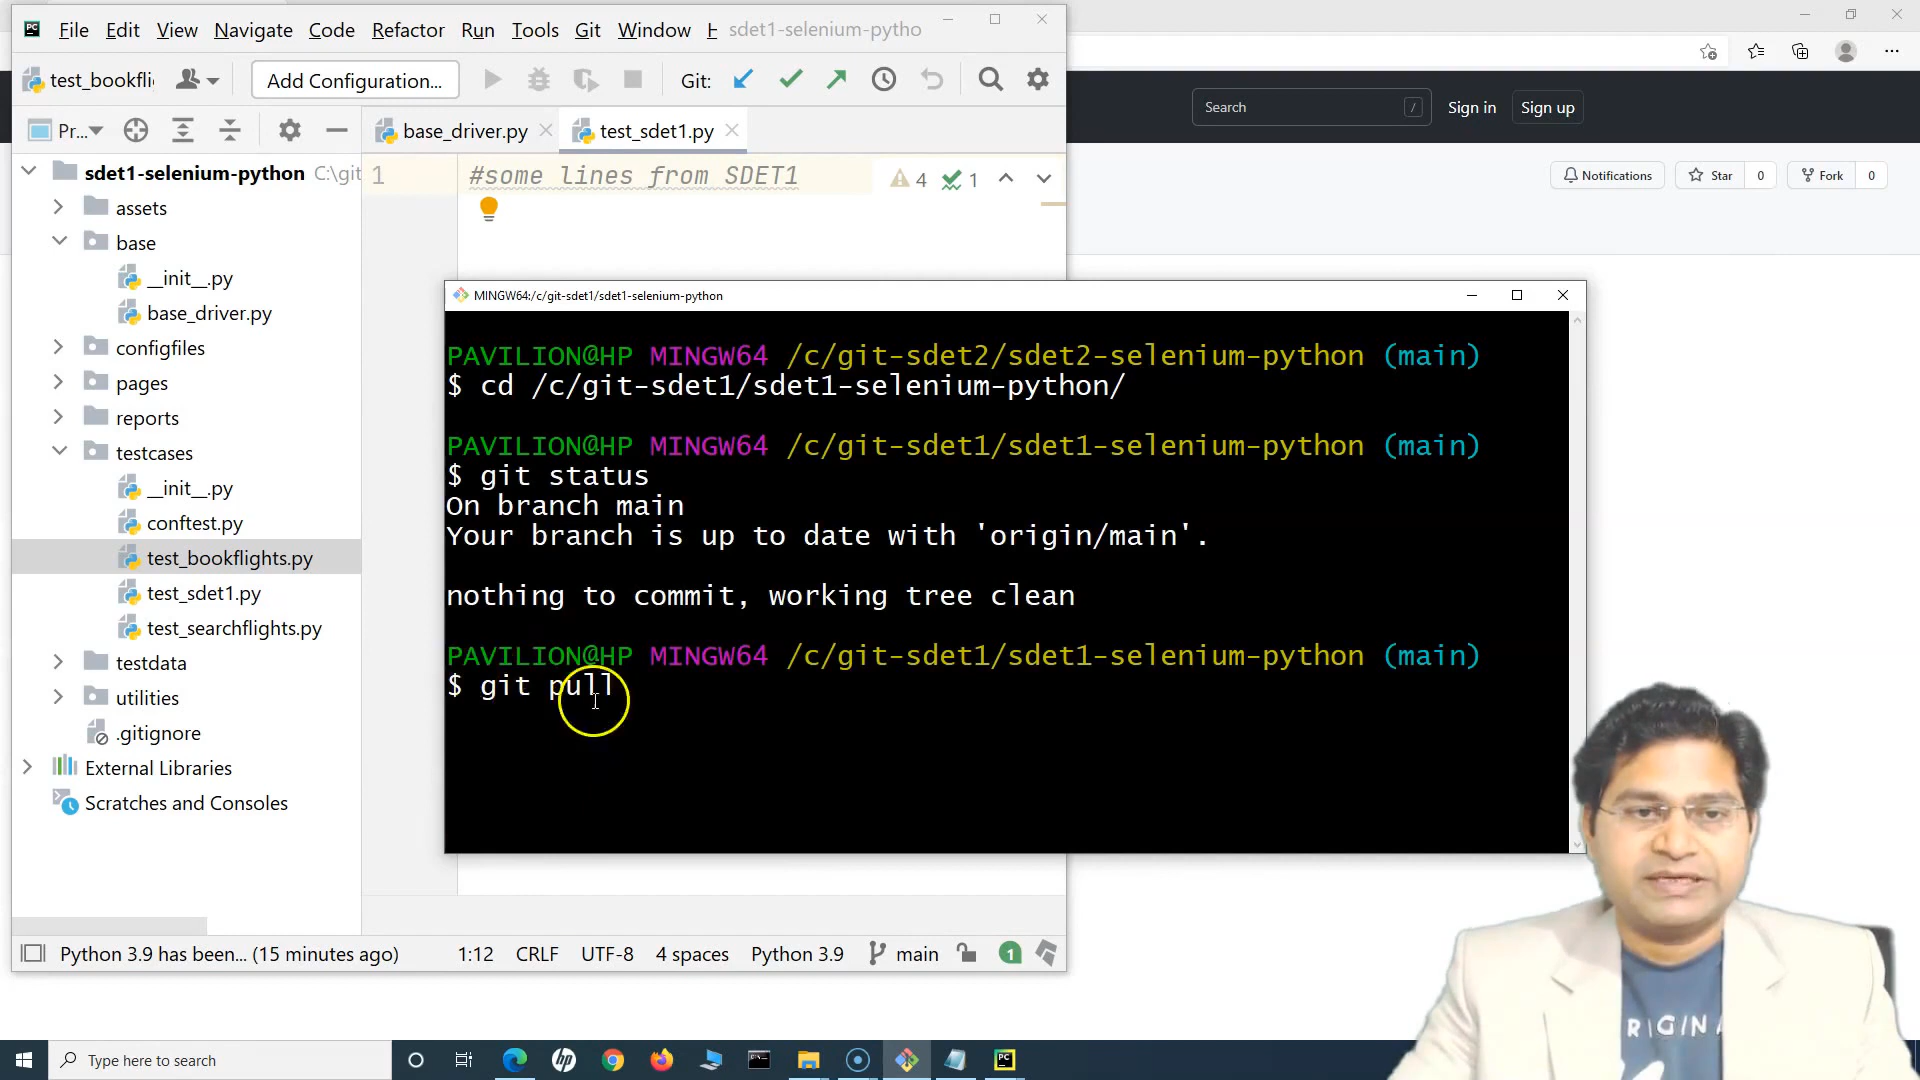 File Edit View Navigate Code Refactor Run Tools Git Window H sdet1-selenium-pytho
test_bookfli Add Configuration... Git:
Pr... base_driver.py test_sdet1.py
Search / Sign in Sign up
Notifications Star 0 Fork 0
sdet1-selenium-python C:\git
assets
base
__init__.py
base_driver.py
configfiles
pages
reports
testcases
__init__.py
conftest.py
test_bookflights.py
test_sdet1.py
test_searchflights.py
testdata
utilities
.gitignore
External Libraries
Scratches and Consoles
1 #some lines from SDET1 4 1
MINGW64:/c/git-sdet1/sdet1-selenium-python
PAVILION@HP MINGW64 /c/git-sdet2/sdet2-selenium-python (main)
$ cd /c/git-sdet1/sdet1-selenium-python/
PAVILION@HP MINGW64 /c/git-sdet1/sdet1-selenium-python (main)
$ git status
On branch main
Your branch is up to date with 'origin/main'.
nothing to commit, working tree clean
PAVILION@HP MINGW64 /c/git-sdet1/sdet1-selenium-python (main)
$ git pull
Python 3.9 has been... (15 minutes ago) 1:12 CRLF UTF-8 4 spaces Python 3.9 main 1
RIGIN
Type here to search
hp
PC